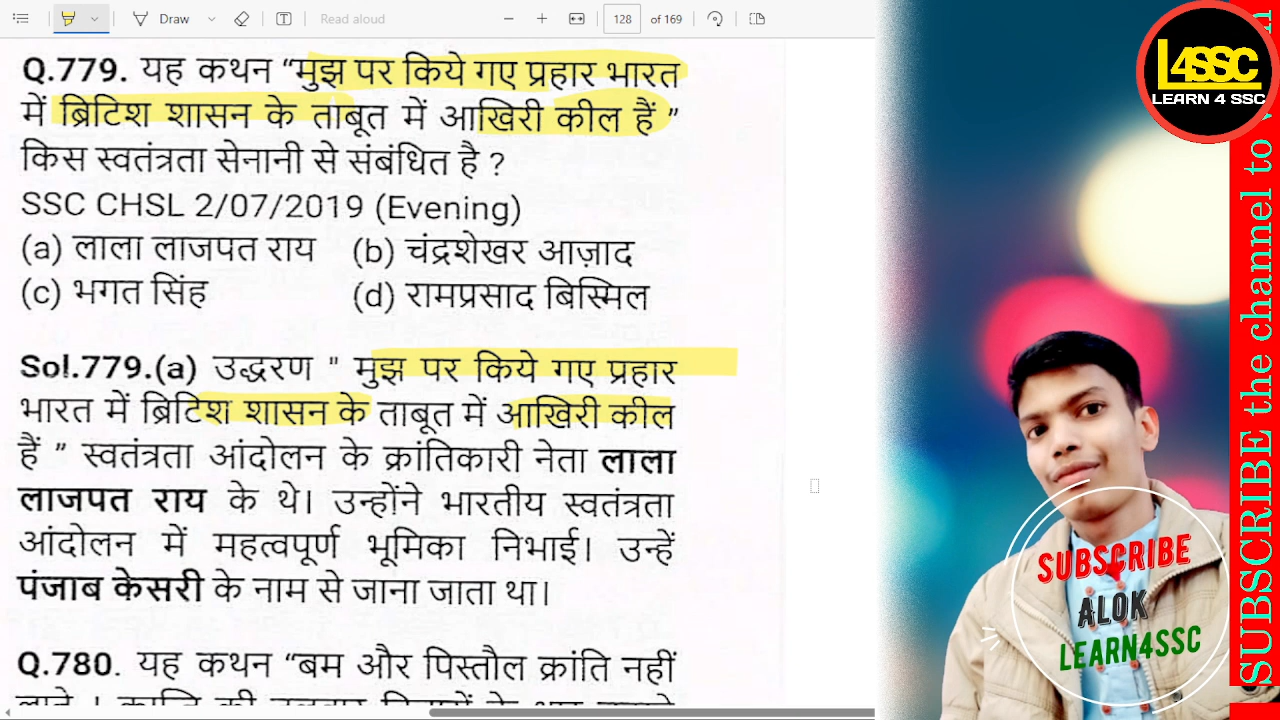 Draw
Read aloud
128
of 169
Q.779. यह कथन “मुझ पर किये गए प्रहार भारत
में ब्रिटिश शासन के ताबूत में आखिरी कील हैं ”
किस स्वतंत्रता सेनानी से संबंधित है ?
SSC CHSL 2/07/2019 (Evening)
(a) लाला लाजपत राय (b) चंद्रशेखर आज़ाद
(c) भगत सिंह (d) रामप्रसाद बिस्मिल
Sol.779.(a) उद्धरण " मुझ पर किये गए प्रहार
भारत में ब्रिटिश शासन के ताबूत में आखिरी कील
हैं ” स्वतंत्रता आंदोलन के क्रांतिकारी नेता लाला
लाजपत राय के थे। उन्होंने भारतीय स्वतंत्रता
आंदोलन में महत्वपूर्ण भूमिका निभाई। उन्हें
पंजाब केसरी के नाम से जाना जाता था।
Q.780. यह कथन “बम और पिस्तौल क्रांति नहीं
L4SSC
LEARN 4 SSC
SUBSCRIBE the channel to
SUBSCRIBE
ALOK
LEARN4SSC